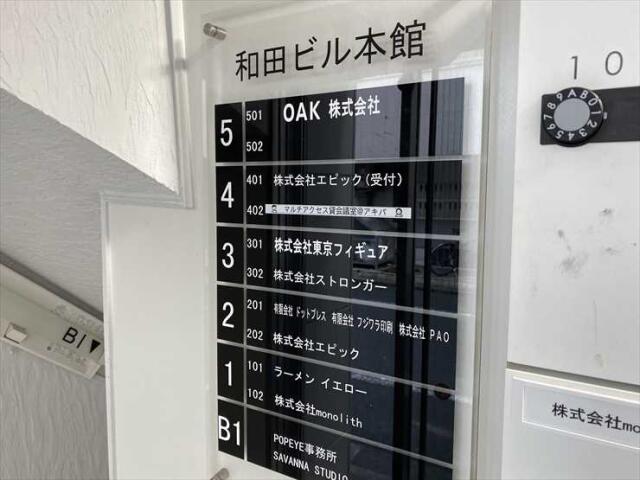 和田ビル本館
5 501 OAK 株式会社
502
4 401 株式会社エピック(受付)
402 マルチアクセス貸会議室@アキバ
3 301 株式会社東京フィギュア
302 株式会社ストロンガー
2 201 有限会社 ドットプレス 有限会社 フジワラ印刷 株式会社 PAO
202 株式会社エピック
1 101 ラーメン イエロー
102 株式会社monolith
B1 POPEYE事務所
SAVANNA STUDIO
B1▼
10
株式会社mo